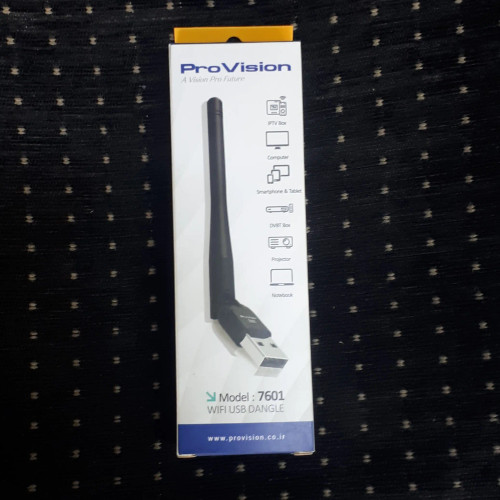 ProVision
A Vision Pro Future
IPTV Box
Computer
Smartphone & Tablet
DVBT Box
Projector
Notebook
Model : 7601
WIFI USB DANGLE
www.provision.co.ir